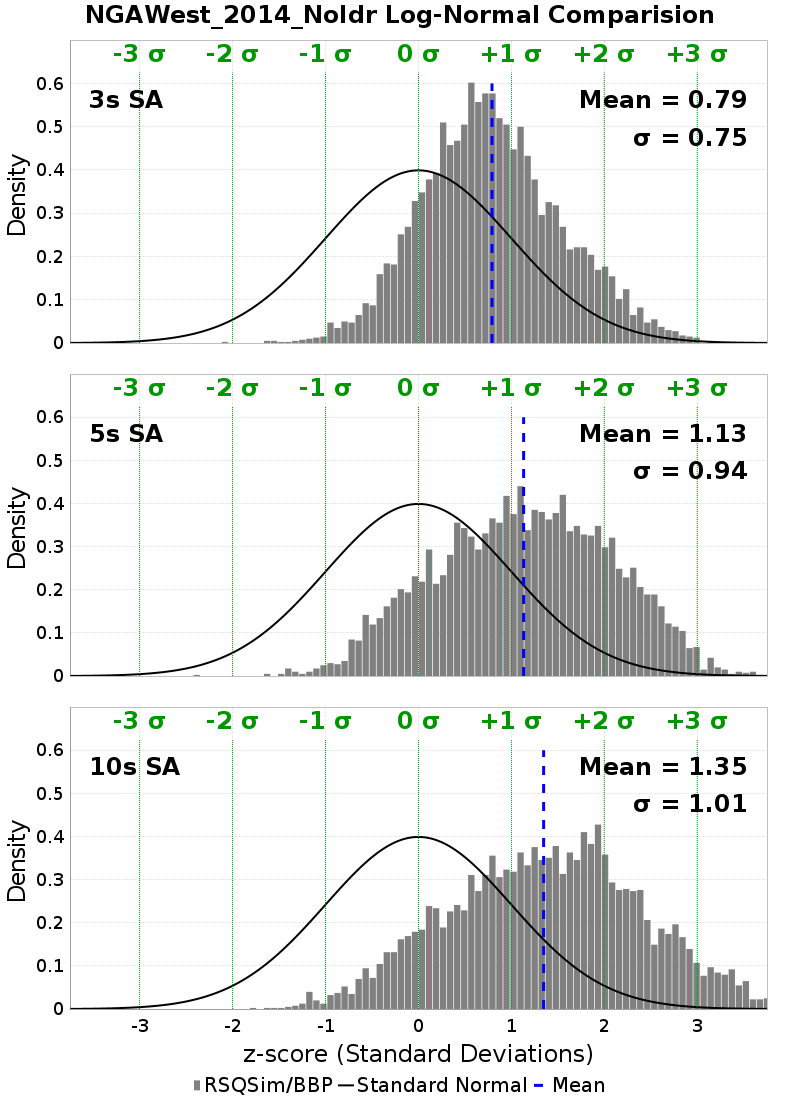 NGAWest_2014_NoIdr Log-Normal Comparision
-3 σ -2 σ -1 σ 0 σ +1 σ +2 σ +3 σ
0.6
3s SA
Mean = 0.79
0.5
σ = 0.75
0.4
Density
0.3
0.2
0.1
0
-3 σ -2 σ -1 σ 0 σ +1 σ +2 σ +3 σ
0.6
5s SA
Mean = 1.13
0.5
σ = 0.94
0.4
Density
0.3
0.2
0.1
0
-3 σ -2 σ -1 σ 0 σ +1 σ +2 σ +3 σ
0.6
10s SA
Mean = 1.35
0.5
σ = 1.01
0.4
Density
0.3
0.2
0.1
0
-3 -2 -1 0 1 2 3
z-score (Standard Deviations)
RSQSim/BBP Standard Normal Mean